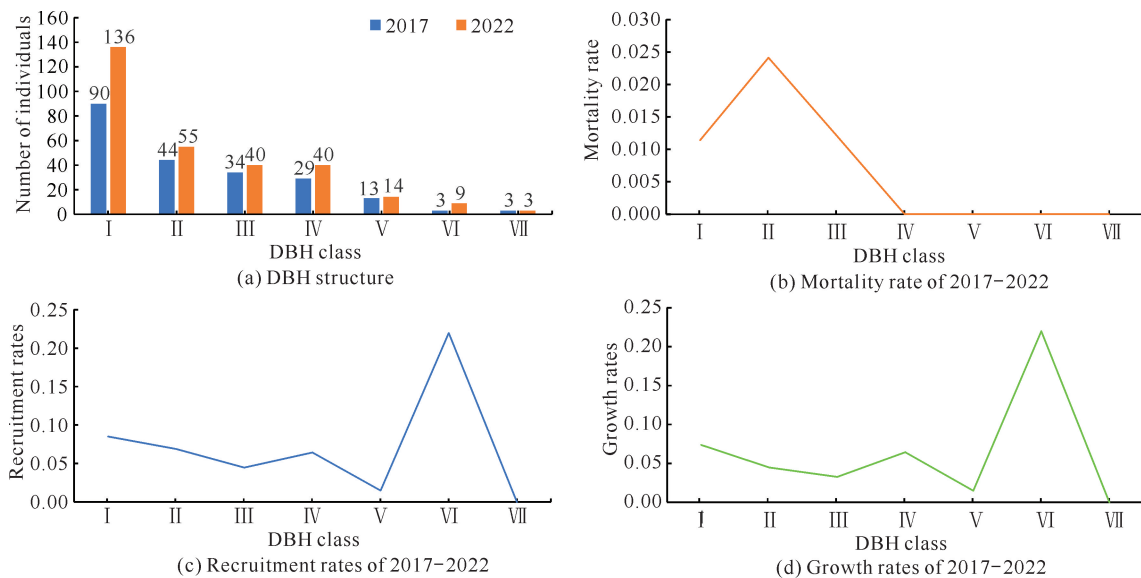 160
140
120
100
80
60
40
20
0
Number of individuals
2017
2022
90
136
44
55
34
40
29
40
13
14
3
9
3
3
I
II
III
IV
V
VI
VII
DBH class
(a) DBH structure
0.030
0.025
0.020
0.015
0.010
0.005
0.000
Mortality rate
I
II
III
IV
V
VI
VII
DBH class
(b) Mortality rate of 2017-2022
0.25
0.20
0.15
0.10
0.05
0.00
Recruitment rates
I
II
III
IV
V
VI
VII
DBH class
(c) Recruitment rates of 2017-2022
0.25
0.20
0.15
0.10
0.05
0.00
Growth rates
I
II
III
IV
V
VI
VII
DBH class
(d) Growth rates of 2017-2022